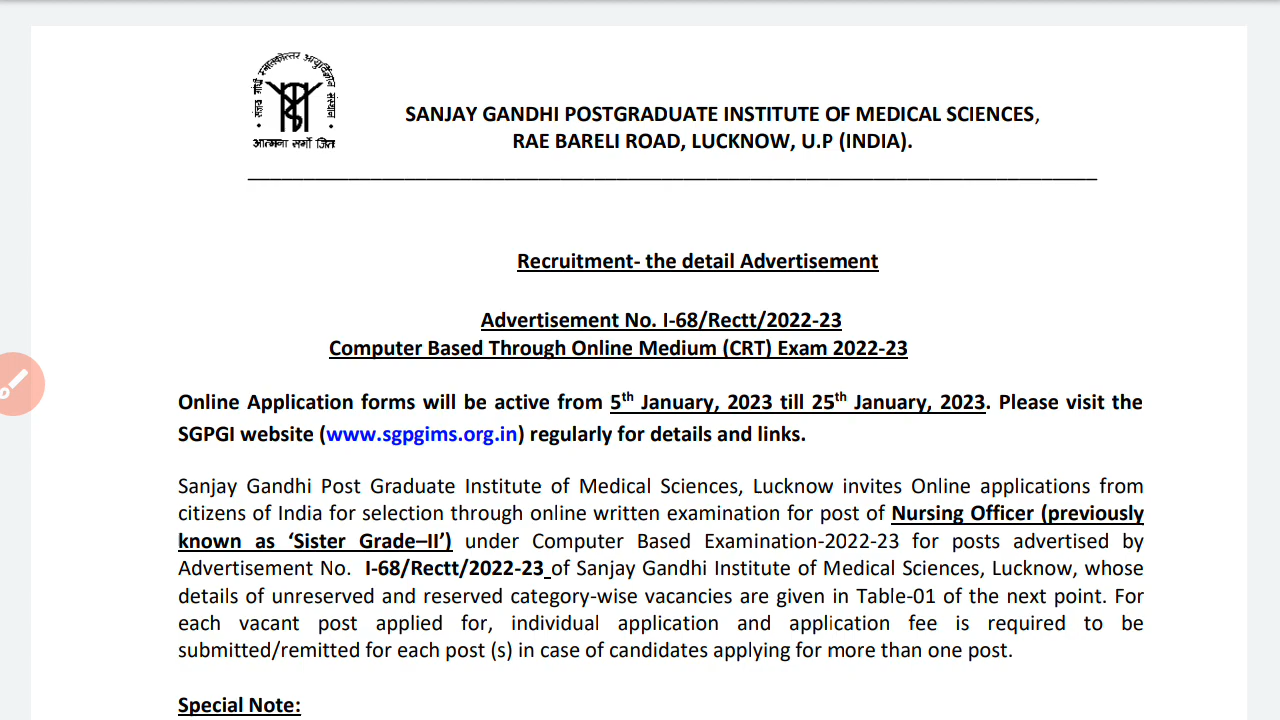 संजय गाँधी स्नातकोत्तर आयुर्विज्ञान संस्थान
SANJAY GANDHI POSTGRADUATE INSTITUTE OF MEDICAL SCIENCES,
RAE BARELI ROAD, LUCKNOW, U.P (INDIA).
Recruitment- the detail Advertisement
Advertisement No. I-68/Rectt/2022-23
Computer Based Through Online Medium (CRT) Exam 2022-23
Online Application forms will be active from 5th January, 2023 till 25th January, 2023. Please visit the
SGPGI website (www.sgpgims.org.in) regularly for details and links.
Sanjay Gandhi Post Graduate Institute of Medical Sciences, Lucknow invites Online applications from
citizens of India for selection through online written examination for post of Nursing Officer (previously
known as ‘Sister Grade–II’) under Computer Based Examination-2022-23 for posts advertised by
Advertisement No. I-68/Rectt/2022-23 of Sanjay Gandhi Institute of Medical Sciences, Lucknow, whose
details of unreserved and reserved category-wise vacancies are given in Table-01 of the next point. For
each vacant post applied for, individual application and application fee is required to be
submitted/remitted for each post (s) in case of candidates applying for more than one post.
Special Note: